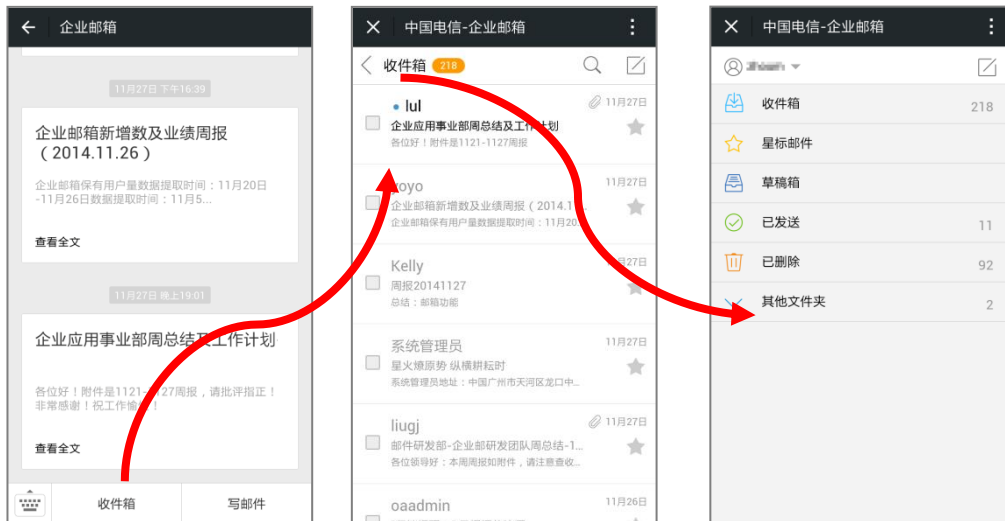 企业邮箱
11月27日 下午16:39
企业邮箱新增数及业绩周报
（2014.11.26）
企业邮箱保有用户量数据提取时间：11月20日
-11月26日数据提取时间：11月5...
查看全文
11月27日 晚上19:01
企业应用事业部周总结及工作计划
各位好！附件是1121-1127周报，请批评指正！
非常感谢！祝工作愉快！
查看全文
收件箱
写邮件
中国电信-企业邮箱
收件箱 218
lul
11月27日
企业应用事业部周总结及工作计划
各位好！附件是1121-1127周报
yoyo
11月27日
企业邮箱新增数及业绩周报（2014.1...
企业邮箱保有用户量数据提取时间：11月20...
Kelly
11月27日
周报20141127
总结：邮箱功能
系统管理员
11月27日
星火燎原势 纵横耕耘时
系统管理员地址：中国广州市天河区龙口中...
liugj
11月27日
邮件研发部-企业邮研发团队周总结-1...
各位领导好：本周周报如附件，请注意查收...
oaadmin
11月26日
中国电信-企业邮箱
收件箱 218
星标邮件
草稿箱
已发送 11
已删除 92
其他文件夹 2